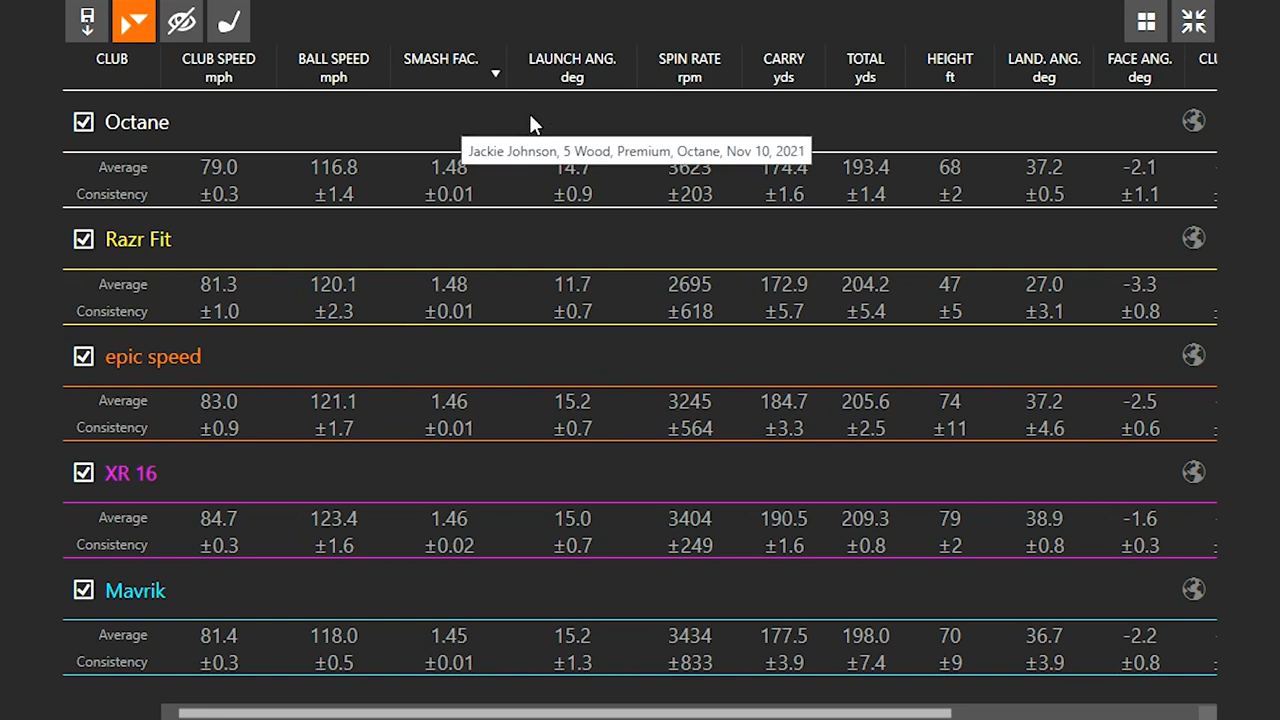 CLUB CLUB SPEED mph BALL SPEED mph SMASH FAC. LAUNCH ANG. deg SPIN RATE rpm CARRY yds TOTAL yds HEIGHT ft LAND. ANG. deg FACE ANG. deg CLU
Octane
Jackie Johnson, 5 Wood, Premium, Octane, Nov 10, 2021
Average 79.0 116.8 1.48 14.7 3623 174.4 193.4 68 37.2 -2.1
Consistency ±0.3 ±1.4 ±0.01 ±0.9 ±203 ±1.6 ±1.4 ±2 ±0.5 ±1.1
Razr Fit
Average 81.3 120.1 1.48 11.7 2695 172.9 204.2 47 27.0 -3.3
Consistency ±1.0 ±2.3 ±0.01 ±0.7 ±618 ±5.7 ±5.4 ±5 ±3.1 ±0.8
epic speed
Average 83.0 121.1 1.46 15.2 3245 184.7 205.6 74 37.2 -2.5
Consistency ±0.9 ±1.7 ±0.01 ±0.7 ±564 ±3.3 ±2.5 ±11 ±4.6 ±0.6
XR 16
Average 84.7 123.4 1.46 15.0 3404 190.5 209.3 79 38.9 -1.6
Consistency ±0.3 ±1.6 ±0.02 ±0.7 ±249 ±1.6 ±0.8 ±2 ±0.8 ±0.3
Mavrik
Average 81.4 118.0 1.45 15.2 3434 177.5 198.0 70 36.7 -2.2
Consistency ±0.3 ±0.5 ±0.01 ±1.3 ±833 ±3.9 ±7.4 ±9 ±3.9 ±0.8